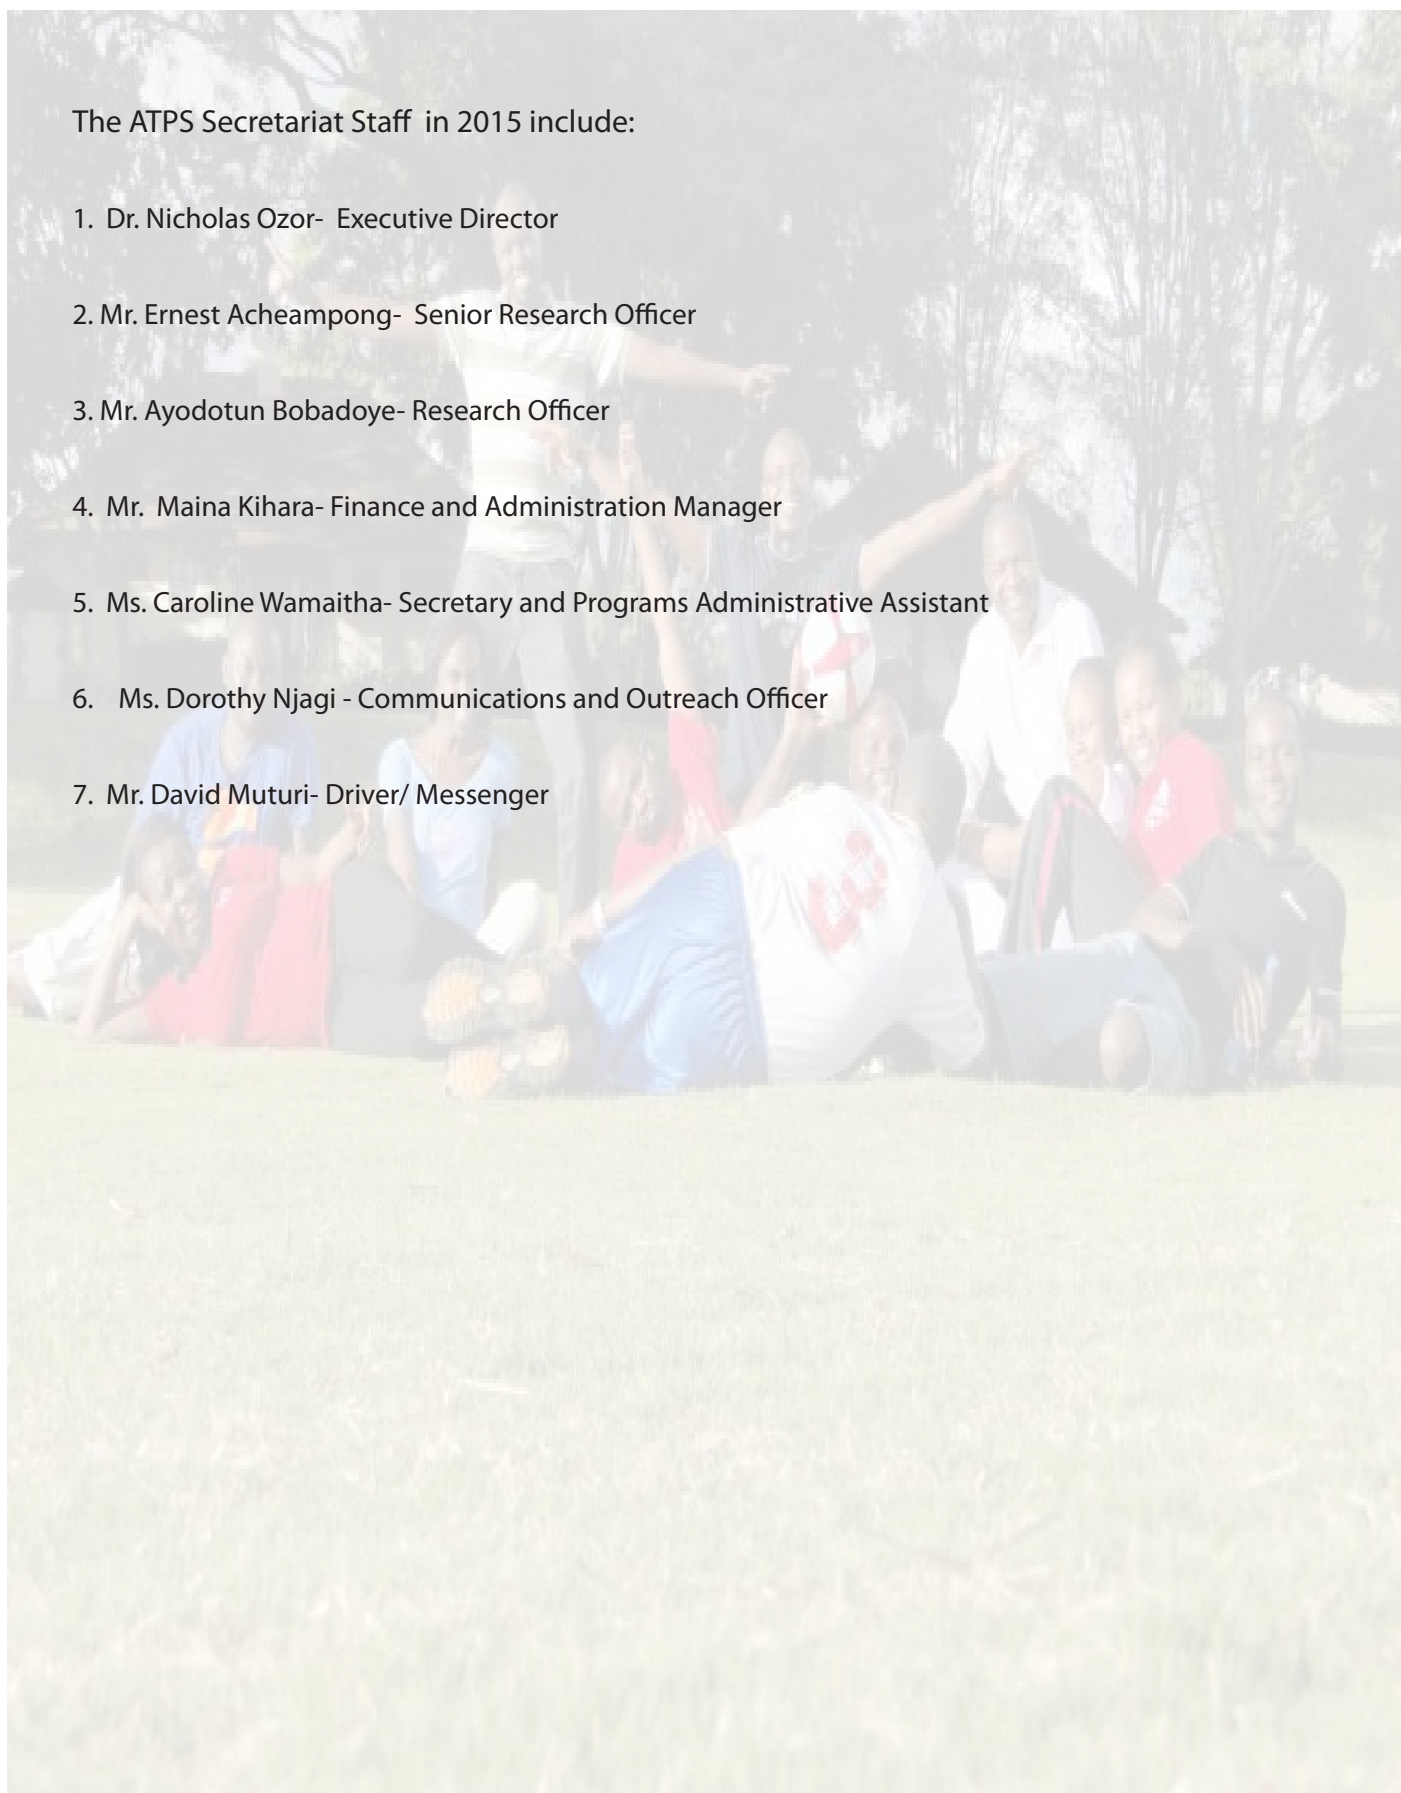 The ATPS Secretariat Staff in 2015 include:
1. Dr. Nicholas Ozor- Executive Director
2. Mr. Ernest Acheampong- Senior Research Officer
3. Mr. Ayodotun Bobadoye- Research Officer
4. Mr. Maina Kihara- Finance and Administration Manager
5. Ms. Caroline Wamaitha- Secretary and Programs Administrative Assistant
6. Ms. Dorothy Njagi - Communications and Outreach Officer
7. Mr. David Muturi- Driver/ Messenger